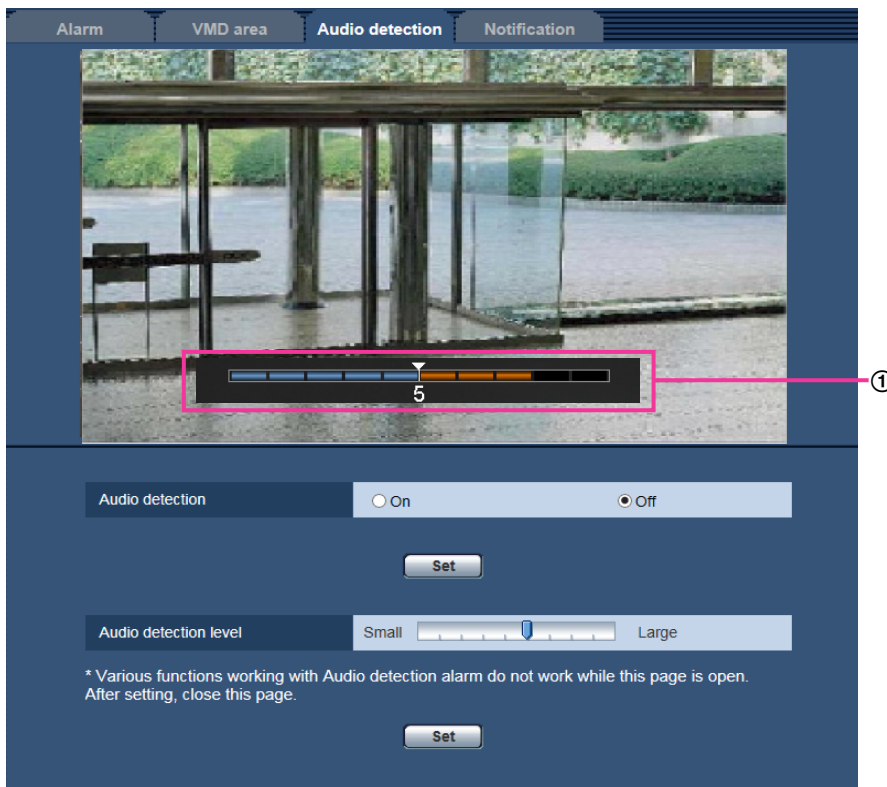 Alarm VMD area Audio detection Notification
5
①
Audio detection On Off
Set
Audio detection level Small Large
* Various functions working with Audio detection alarm do not work while this page is open.
After setting, close this page.
Set